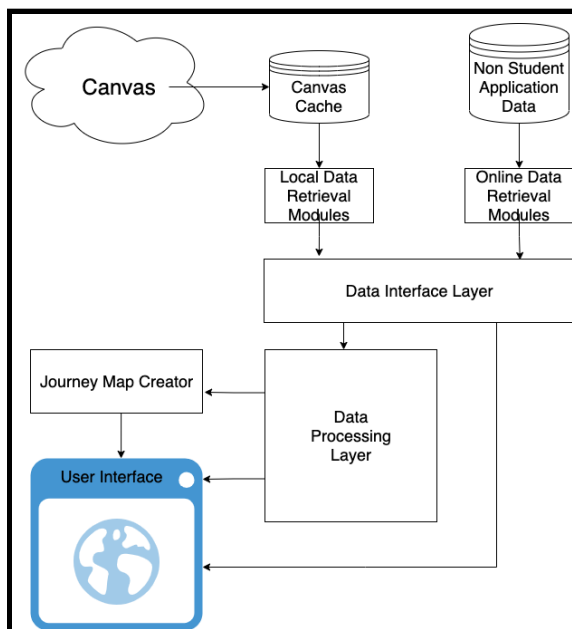 Canvas
Canvas
Cache
Non Student
Application
Data
Local Data
Retrieval
Modules
Online Data
Retrieval
Modules
Data Interface Layer
Journey Map Creator
Data
Processing
Layer
User Interface